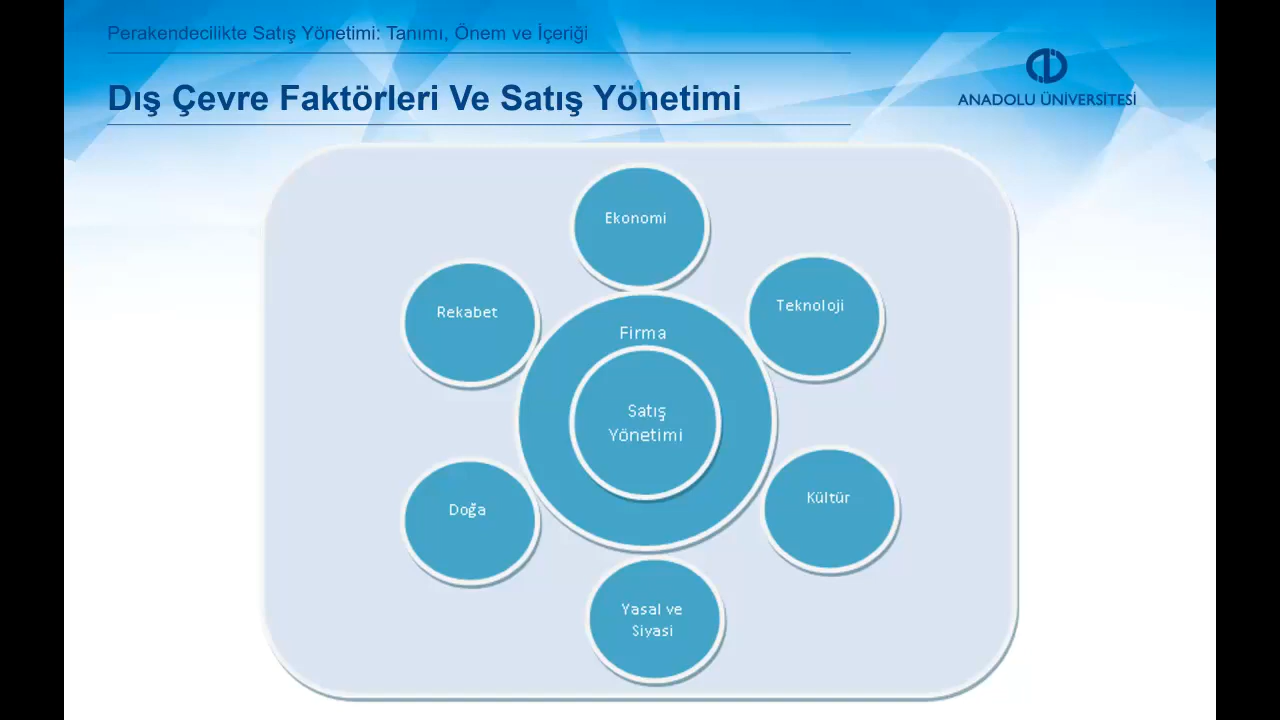 Perakendecilikte Satış Yönetimi: Tanımı, Önem ve İçeriği
Dış Çevre Faktörleri Ve Satış Yönetimi
ANADOLU ÜNİVERSİTESİ
Ekonomi
Rekabet
Teknoloji
Firma
Satış
Yönetimi
Doğa
Kültür
Yasal ve
Siyasi